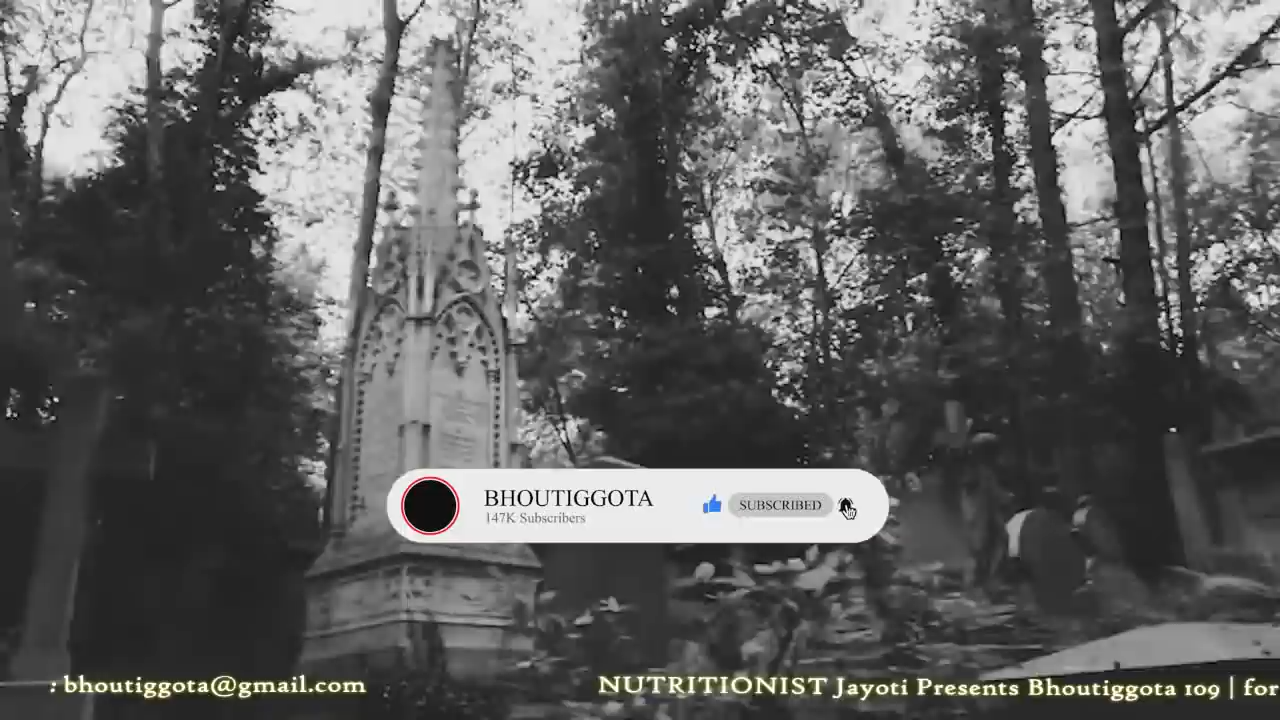 BHOUTIGGOTA
147K Subscribers
SUBSCRIBED
: bhoutiggota@gmail.com NUTRITIONIST Jayoti Presents Bhoutiggota 109 | for